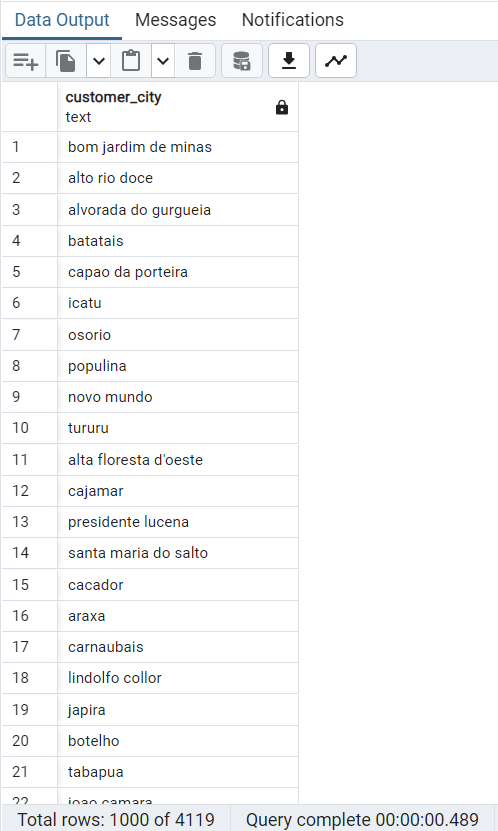 Data Output Messages Notifications
customer_city
text
1 bom jardim de minas
2 alto rio doce
3 alvorada do gurgueia
4 batatais
5 capao da porteira
6 icatu
7 osorio
8 populina
9 novo mundo
10 tururu
11 alta floresta d'oeste
12 cajamar
13 presidente lucena
14 santa maria do salto
15 cacador
16 araxa
17 carnaubais
18 lindolfo collor
19 japira
20 botelho
21 tabapua
22 joao camara
Total rows: 1000 of 4119 Query complete 00:00:00.489